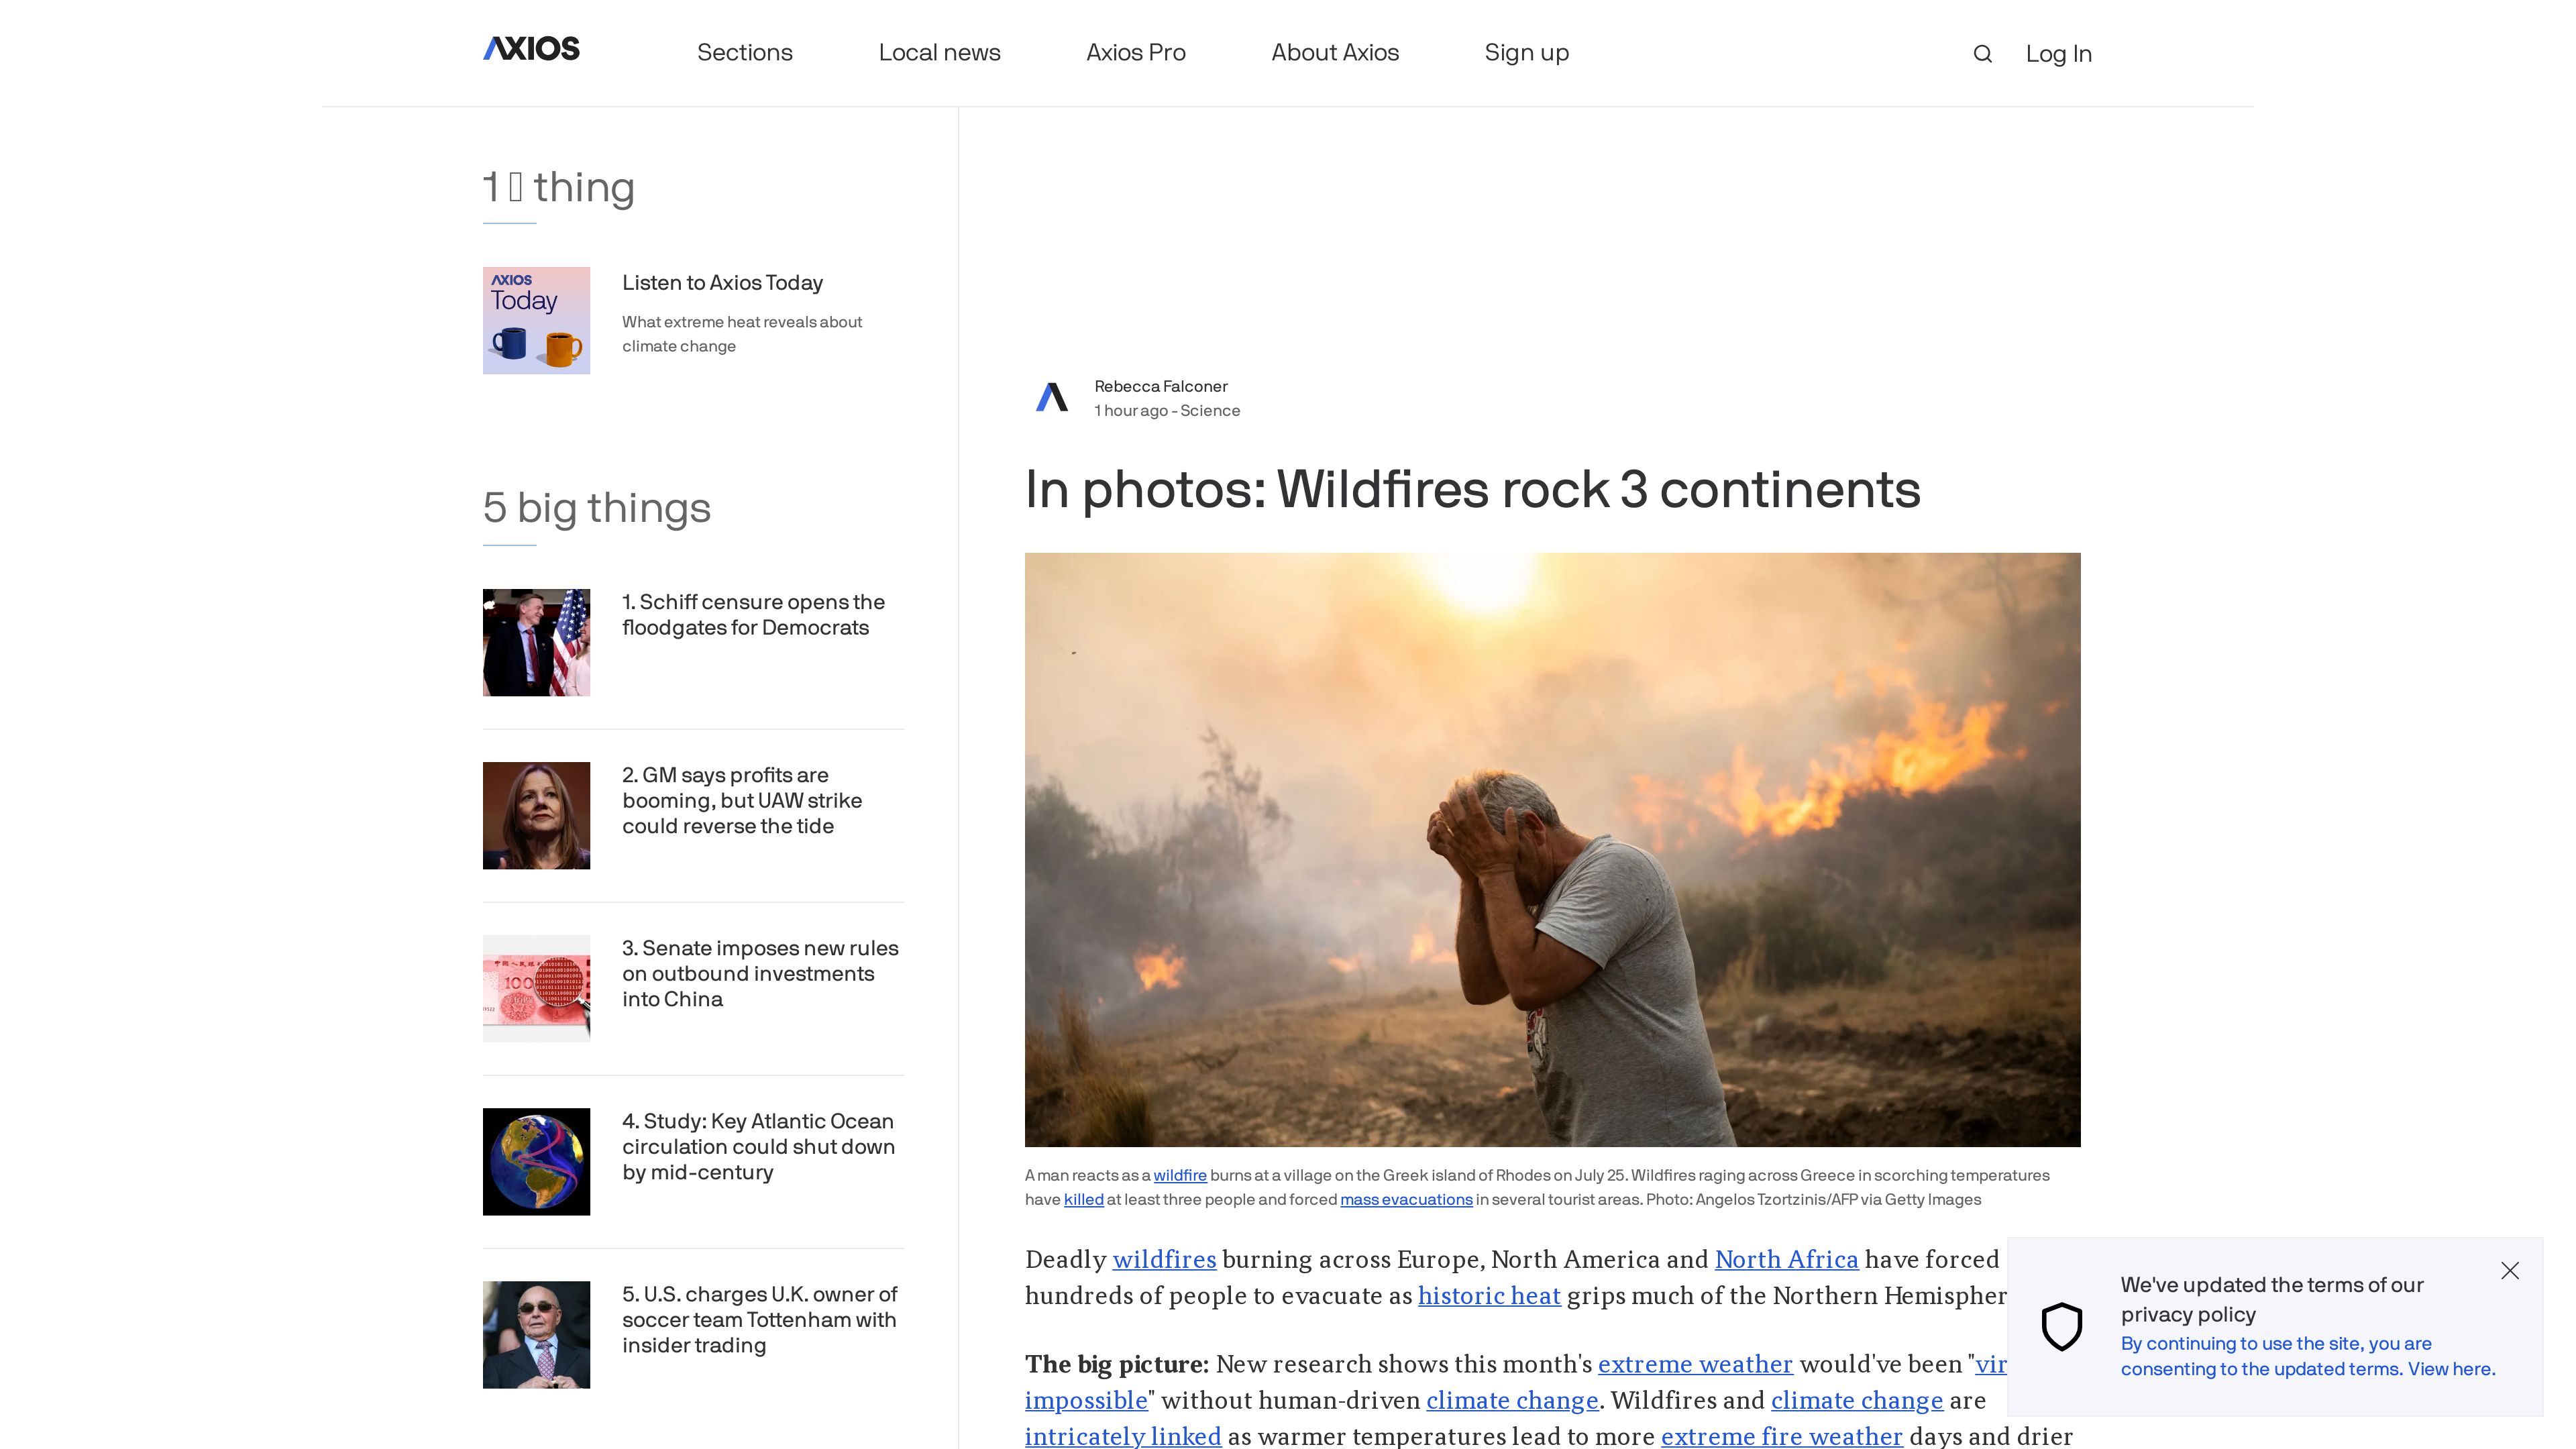 AXIOS
Sections
Local news
Axios Pro
About Axios
Sign up
Log In
1 thing
AXIOS
Today
Listen to Axios Today
What extreme heat reveals about
climate change
5 big things
1. Schiff censure opens the
floodgates for Democrats
2. GM says profits are
booming, but UAW strike
could reverse the tide
3. Senate imposes new rules
on outbound investments
into China
100
4. Study: Key Atlantic Ocean
circulation could shut down
by mid-century
5. U.S. charges U.K. owner of
soccer team Tottenham with
insider trading
Rebecca Falconer
1 hour ago - Science
In photos: Wildfires rock 3 continents
A man reacts as a wildfire burns at a village on the Greek island of Rhodes on July 25. Wildfires raging across Greece in scorching temperatures
have killed at least three people and forced mass evacuations in several tourist areas. Photo: Angelos Tzortzinis/AFP via Getty Images
Deadly wildfires burning across Europe, North America and North Africa have forced
hundreds of people to evacuate as historic heat grips much of the Northern Hemispher
The big picture: New research shows this month's extreme weather would've been "vir
impossible" without human-driven climate change. Wildfires and climate change are
intricately linked as warmer temperatures lead to more extreme fire weather days and drier
We've updated the terms of our
privacy policy
By continuing to use the site, you are
consenting to the updated terms. View here.